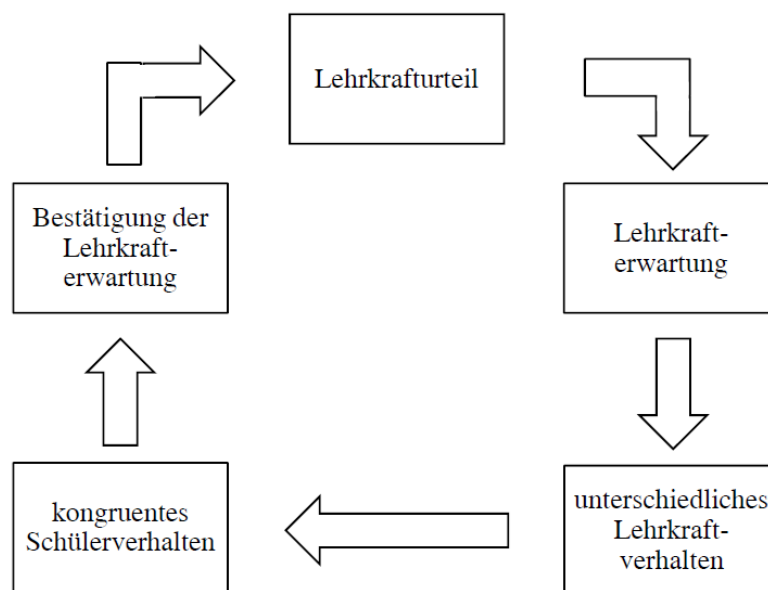 Lehrkrafturteil
Bestätigung der
Lehrkraft-
erwartung
Lehrkraft-
erwartung
kongruentes
Schülerverhalten
unterschiedliches
Lehrkraft-
verhalten